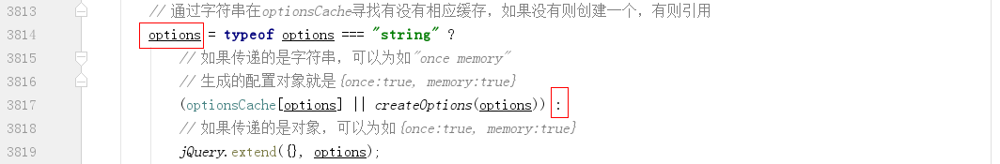 3813 // 通过字符串在optionsCache寻找有没有相应缓存，如果没有则创建一个，有则引用
3814 options = typeof options === "string" ?
3815 // 如果传递的是字符串，可以为如"once memory"
3816 // 生成的配置对象就是{once:true, memory:true}
3817 (optionsCache[options] || createOptions(options)) :
3818 // 如果传递的是对象，可以为如{once:true, memory:true}
3819 jQuery.extend({}, options);